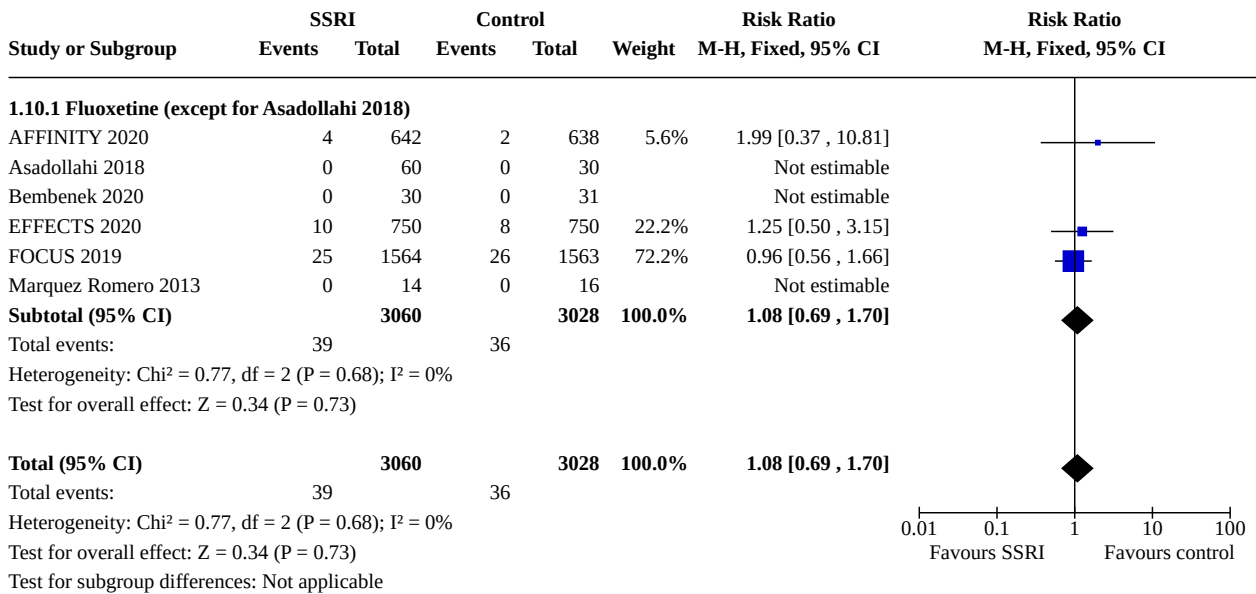 SSRI Control Risk Ratio Risk Ratio
Study or Subgroup Events Total Events Total Weight M-H, Fixed, 95% CI M-H, Fixed, 95% CI
1.10.1 Fluoxetine (except for Asadollahi 2018)
AFFINITY 2020 4 642 2 638 5.6% 1.99 [0.37 , 10.81]
Asadollahi 2018 0 60 0 30 Not estimable
Bembenek 2020 0 30 0 31 Not estimable
EFFECTS 2020 10 750 8 750 22.2% 1.25 [0.50 , 3.15]
FOCUS 2019 25 1564 26 1563 72.2% 0.96 [0.56 , 1.66]
Marquez Romero 2013 0 14 0 16 Not estimable
Subtotal (95% CI) 3060 3028 100.0% 1.08 [0.69 , 1.70]
Total events: 39 36
Heterogeneity: Chi² = 0.77, df = 2 (P = 0.68); I² = 0%
Test for overall effect: Z = 0.34 (P = 0.73)
Total (95% CI) 3060 3028 100.0% 1.08 [0.69 , 1.70]
Total events: 39 36
Heterogeneity: Chi² = 0.77, df = 2 (P = 0.68); I² = 0%
0.01 0.1 1 10 100
Test for overall effect: Z = 0.34 (P = 0.73)
Favours SSRI Favours control
Test for subgroup differences: Not applicable